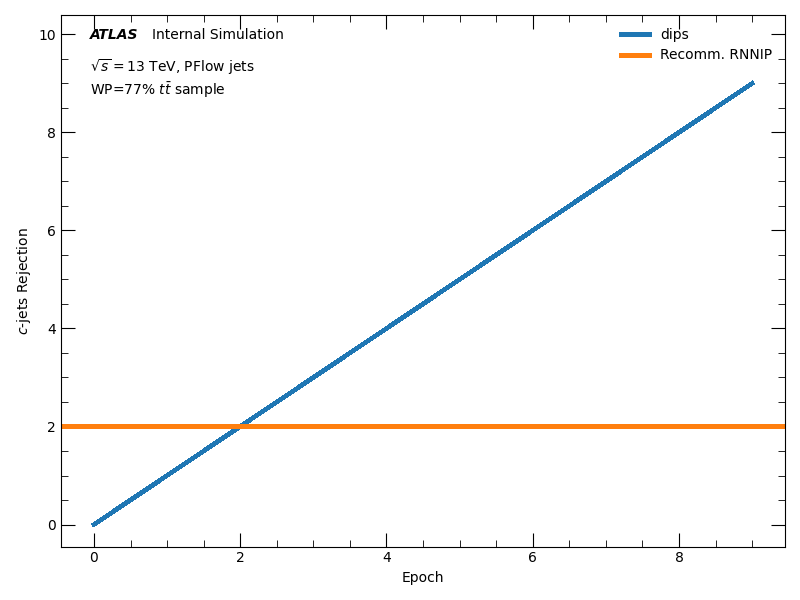 ATLAS Internal Simulation
√s = 13 TeV, PFlow jets
WP=77% tt̄ sample
dips
Recomm. RNNIP
10
8
6
4
2
0
c-jets Rejection
0 2 4 6 8
Epoch